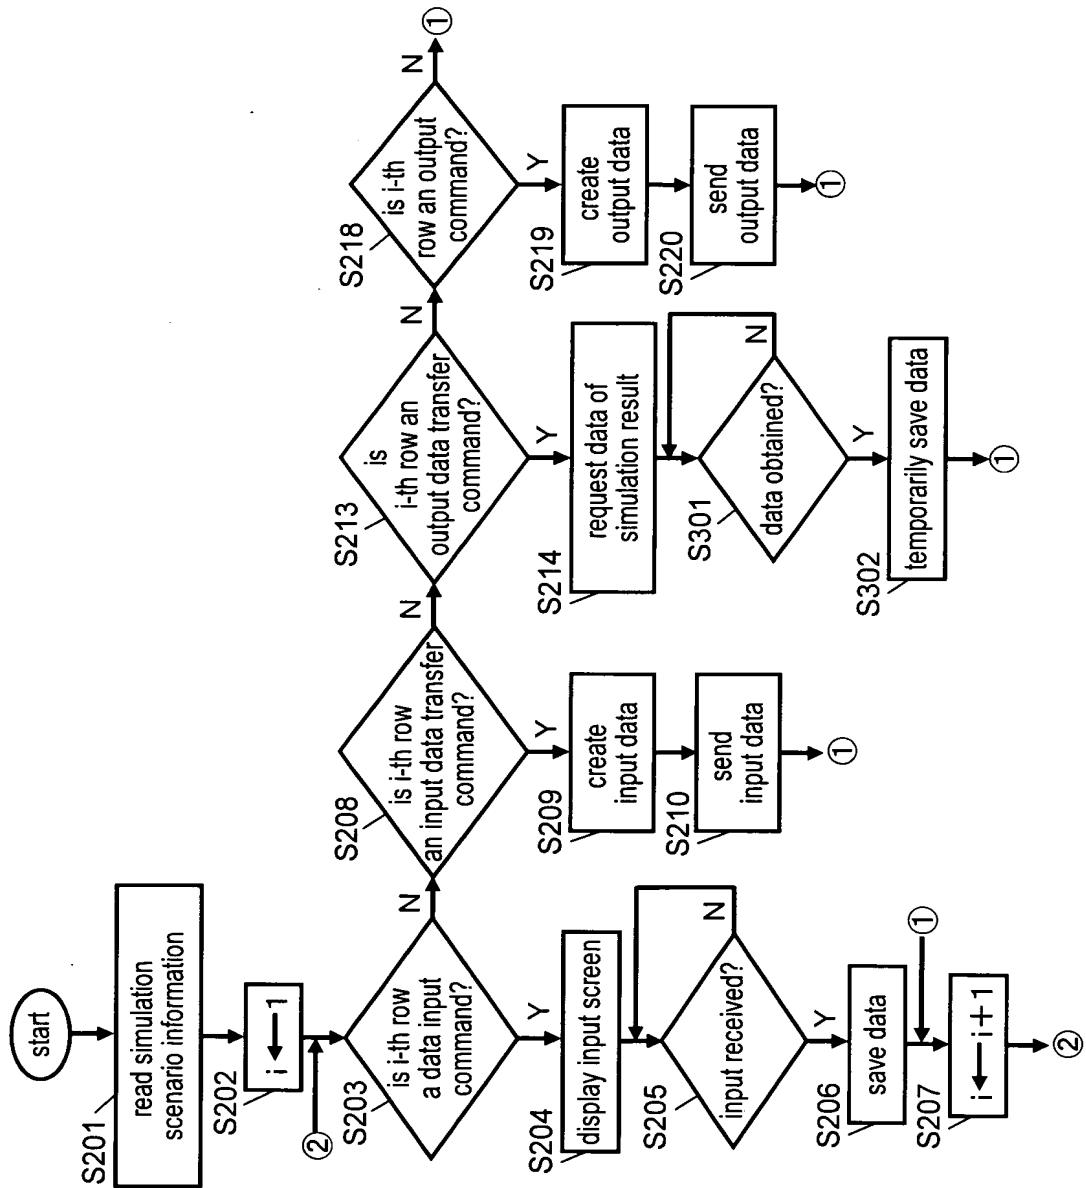 start
S201
read simulation
scenario information
S202
i ← 1
②
S203
is i-th row
a data input
command?
N
Y
S204
display input screen
S205
input received?
N
Y
S206
save data
①
S207
i ← i + 1
②
S208
is i-th row
an input data transfer
command?
N
Y
S209
create
input data
S210
send
input data
①
S213
is
i-th row an
output data transfer
command?
N
Y
S214
request data of
simulation result
S301
data obtained?
N
Y
S302
temporarily save data
①
S218
is i-th
row an output
command?
N
①
Y
S219
create
output data
S220
send
output data
①